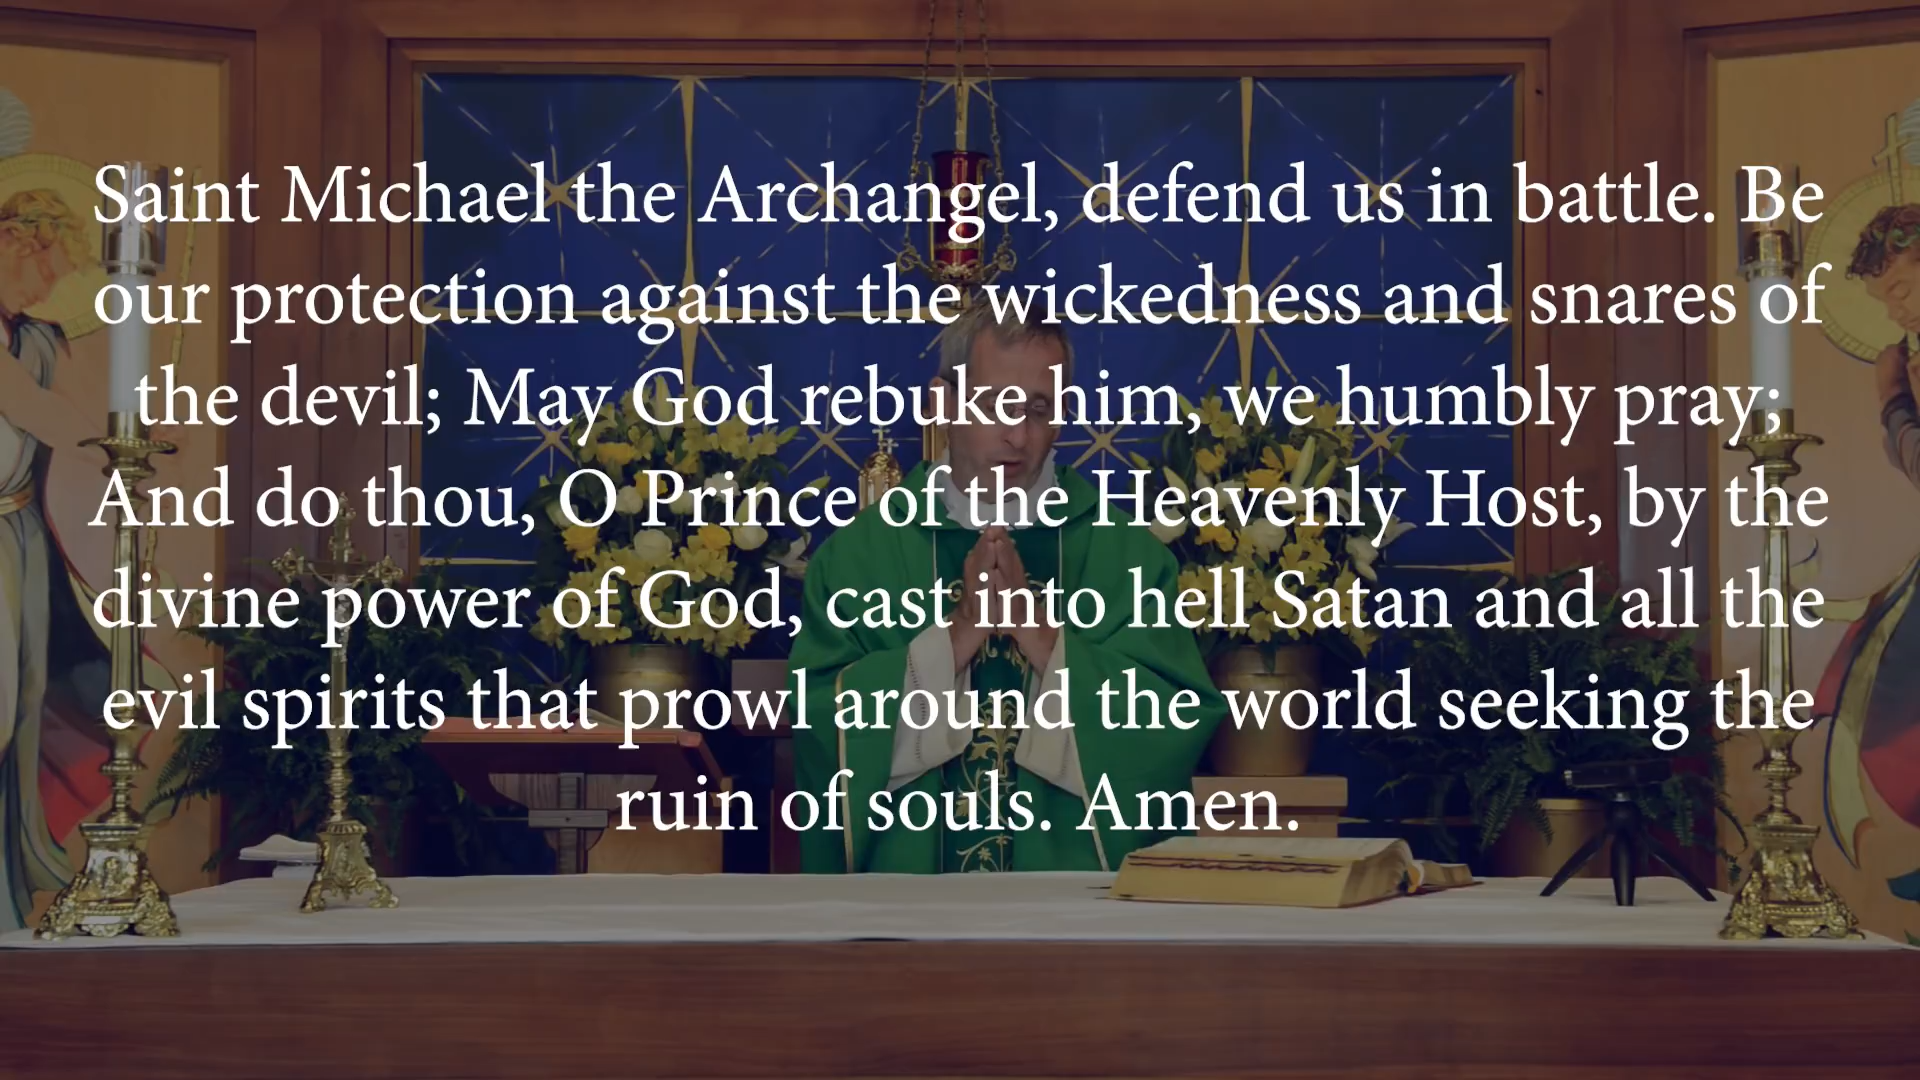 Saint Michael the Archangel, defend us in battle. Be
our protection against the wickedness and snares of
the devil; May God rebuke him, we humbly pray;
And do thou, O Prince of the Heavenly Host, by the
divine power of God, cast into hell Satan and all the
evil spirits that prowl around the world seeking the
ruin of souls. Amen.